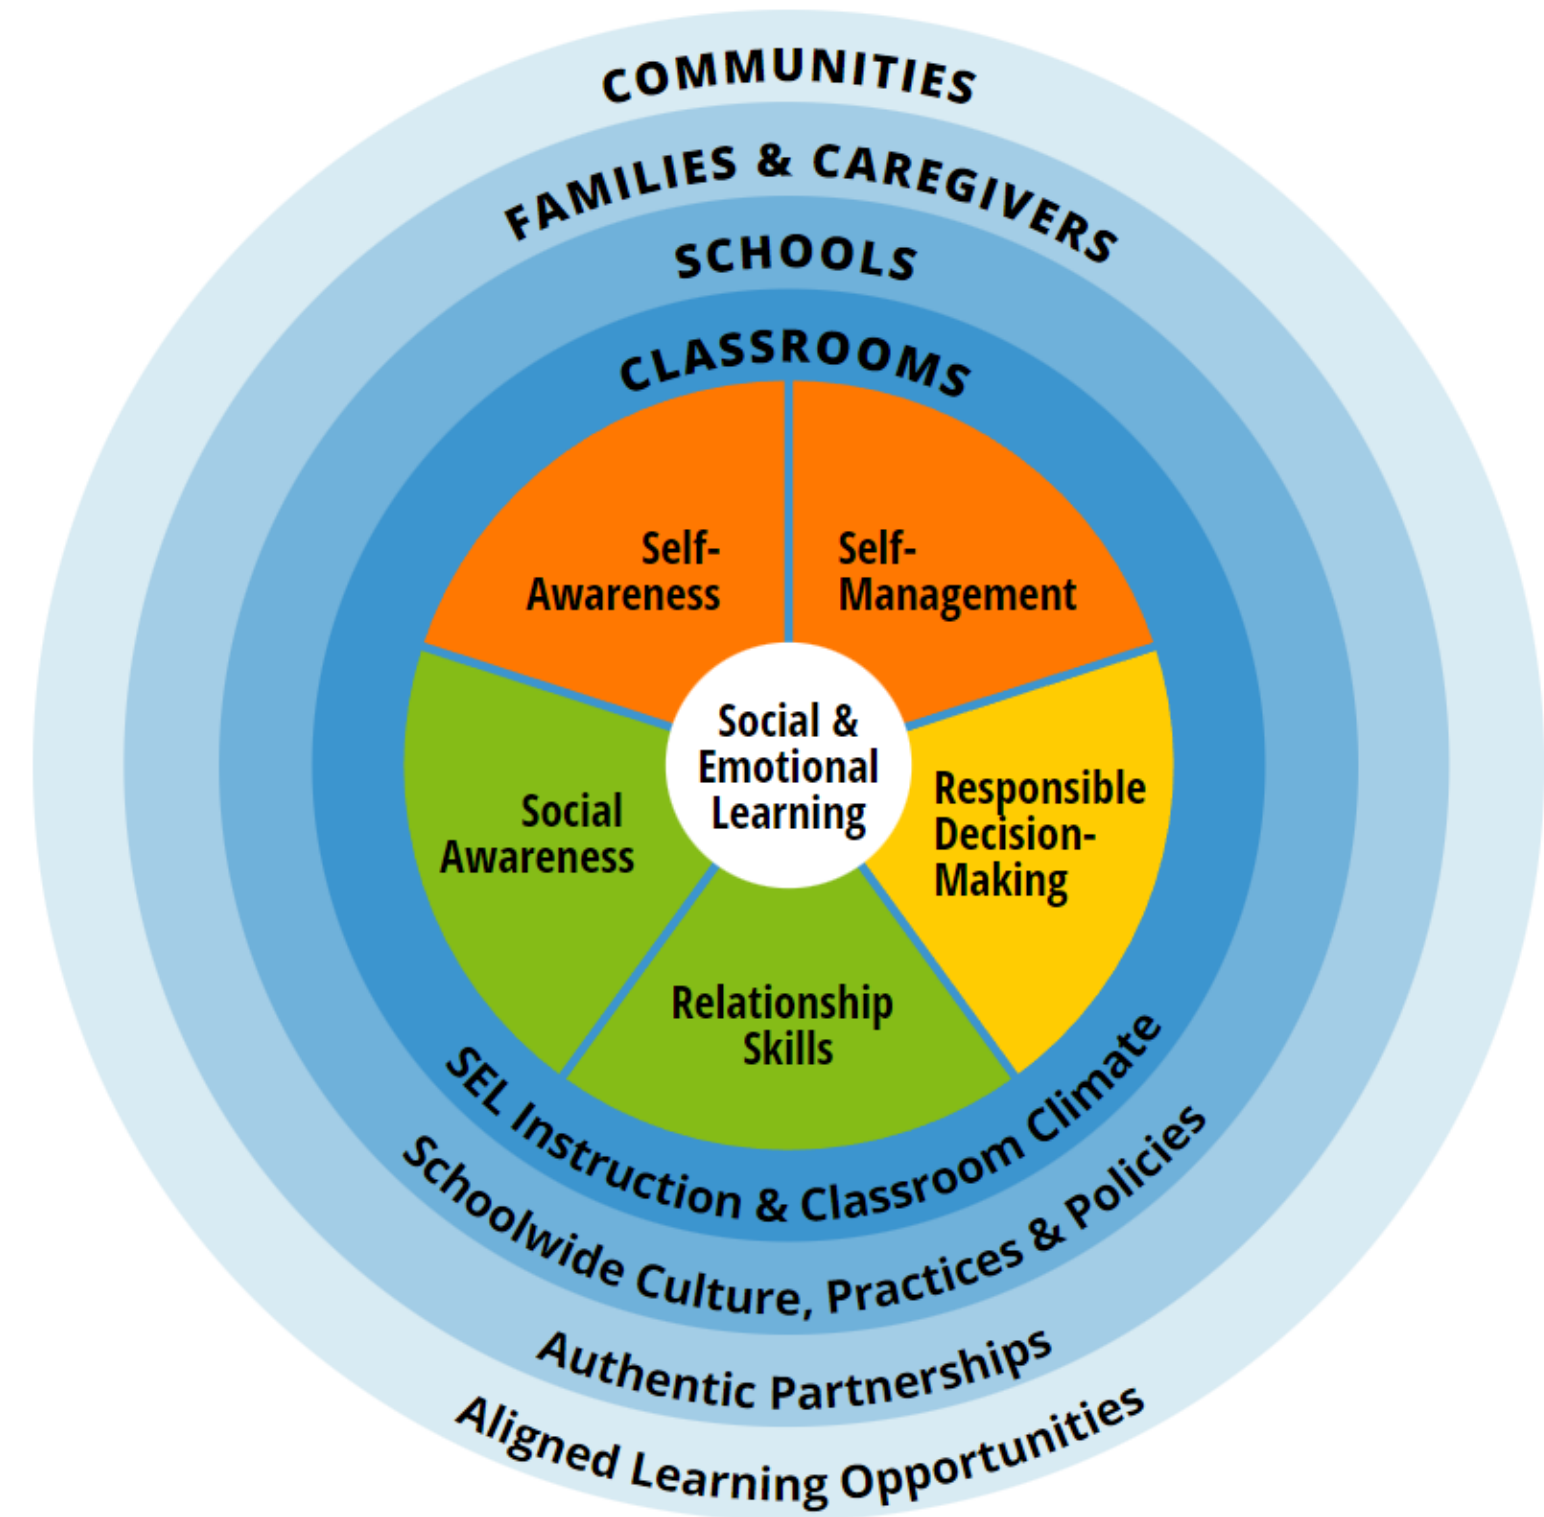 COMMUNITIES
FAMILIES & CAREGIVERS
SCHOOLS
CLASSROOMS
Self-
Awareness
Self-
Management
Social &
Emotional
Learning
Social
Awareness
Responsible
Decision-
Making
Relationship
Skills
SEL Instruction & Classroom Climate
Schoolwide Culture, Practices & Policies
Authentic Partnerships
Aligned Learning Opportunities